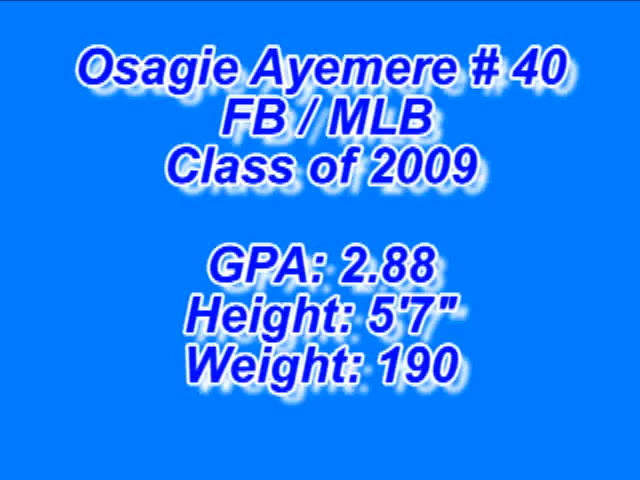 Osagie Ayemere # 40
FB / MLB
Class of 2009
GPA: 2.88
Height: 5'7"
Weight: 190